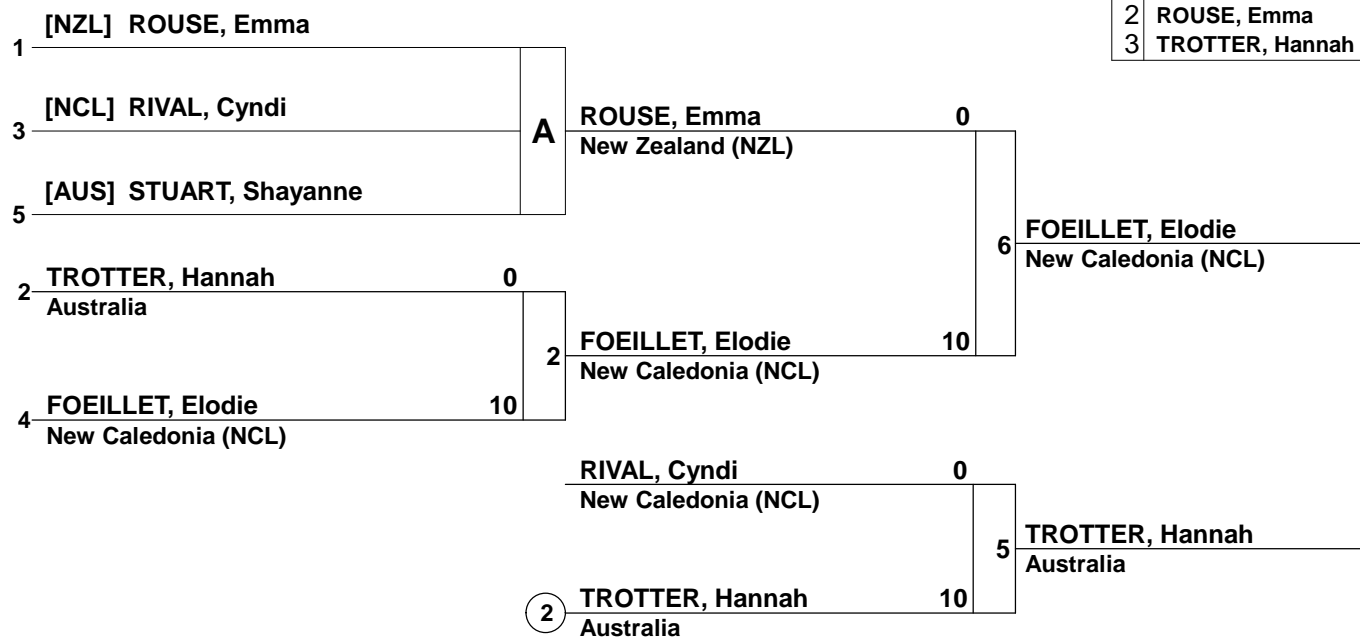 2 ROUSE, Emma
3 TROTTER, Hannah
1 [NZL] ROUSE, Emma
3 [NCL] RIVAL, Cyndi
5 [AUS] STUART, Shayanne
A
ROUSE, Emma 0
New Zealand (NZL)
2 TROTTER, Hannah 0
Australia
4 FOEILLET, Elodie 10
New Caledonia (NCL)
2
FOEILLET, Elodie 10
New Caledonia (NCL)
6
FOEILLET, Elodie
New Caledonia (NCL)
RIVAL, Cyndi 0
New Caledonia (NCL)
2 TROTTER, Hannah 10
Australia
5
TROTTER, Hannah
Australia